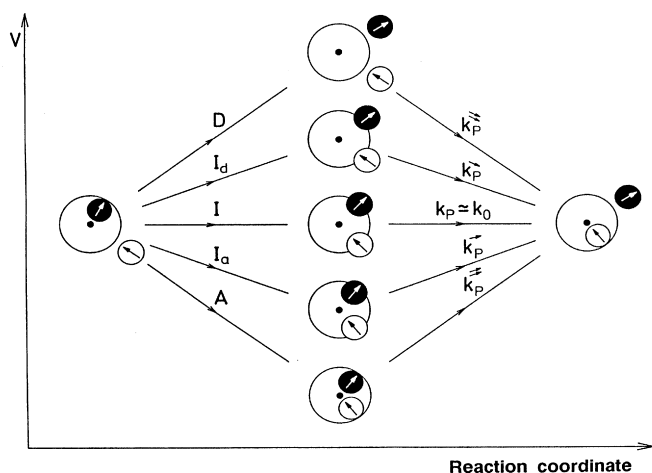 V
D
I_d
I
I_a
A
k_P
k_P
k_P ≃ k_0
k_P
k_P
Reaction coordinate